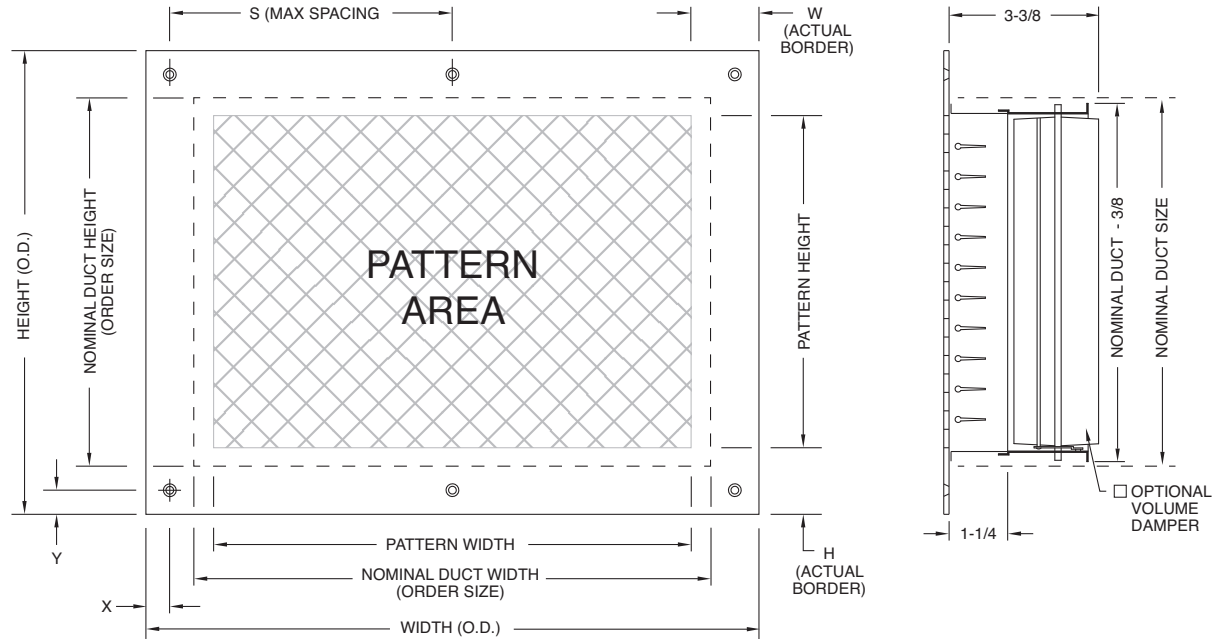 S (MAX SPACING
W
(ACTUAL
BORDER)
3-3/8
HEIGHT (O.D.)
NOMINAL DUCT HEIGHT
(ORDER SIZE)
PATTERN
AREA
PATTERN HEIGHT
NOMINAL DUCT - 3/8
NOMINAL DUCT SIZE
Y
X
PATTERN WIDTH
NOMINAL DUCT WIDTH
(ORDER SIZE)
WIDTH (O.D.)
H
(ACTUAL
BORDER)
1-1/4
OPTIONAL
VOLUME
DAMPER